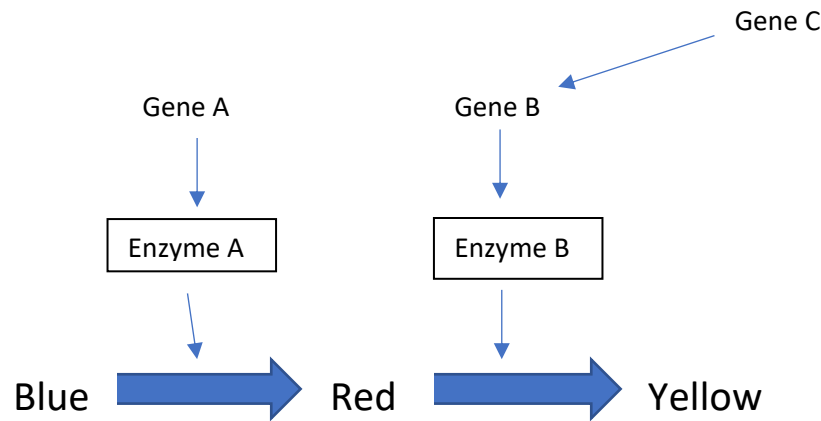 Gene C
Gene A
Gene B
Enzyme A
Enzyme B
Blue
Red
Yellow